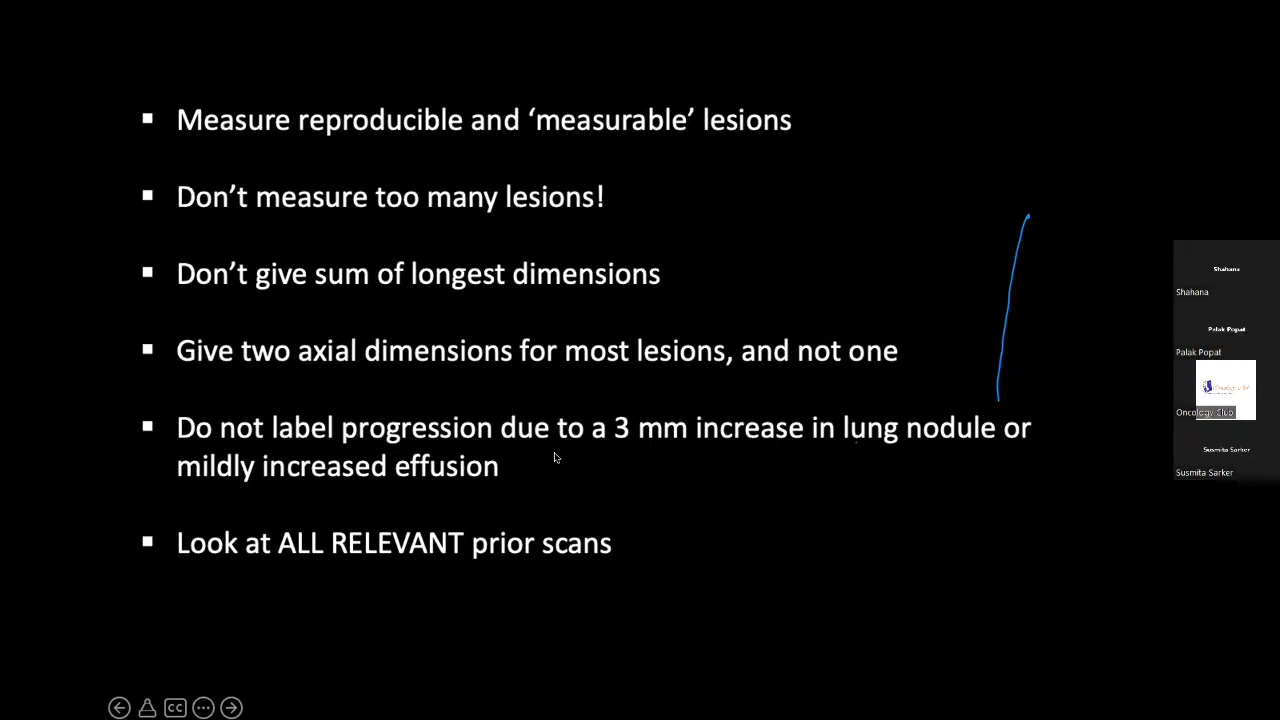 Measure reproducible and ‘measurable’ lesions
Don’t measure too many lesions!
Don’t give sum of longest dimensions
Give two axial dimensions for most lesions, and not one
Do not label progression due to a 3 mm increase in lung nodule or
mildly increased effusion
Look at ALL RELEVANT prior scans
Shahana
Shahana
Palak Popat
Palak Popat
Oncology Club
Susmita Sarker
Susmita Sarker
CC